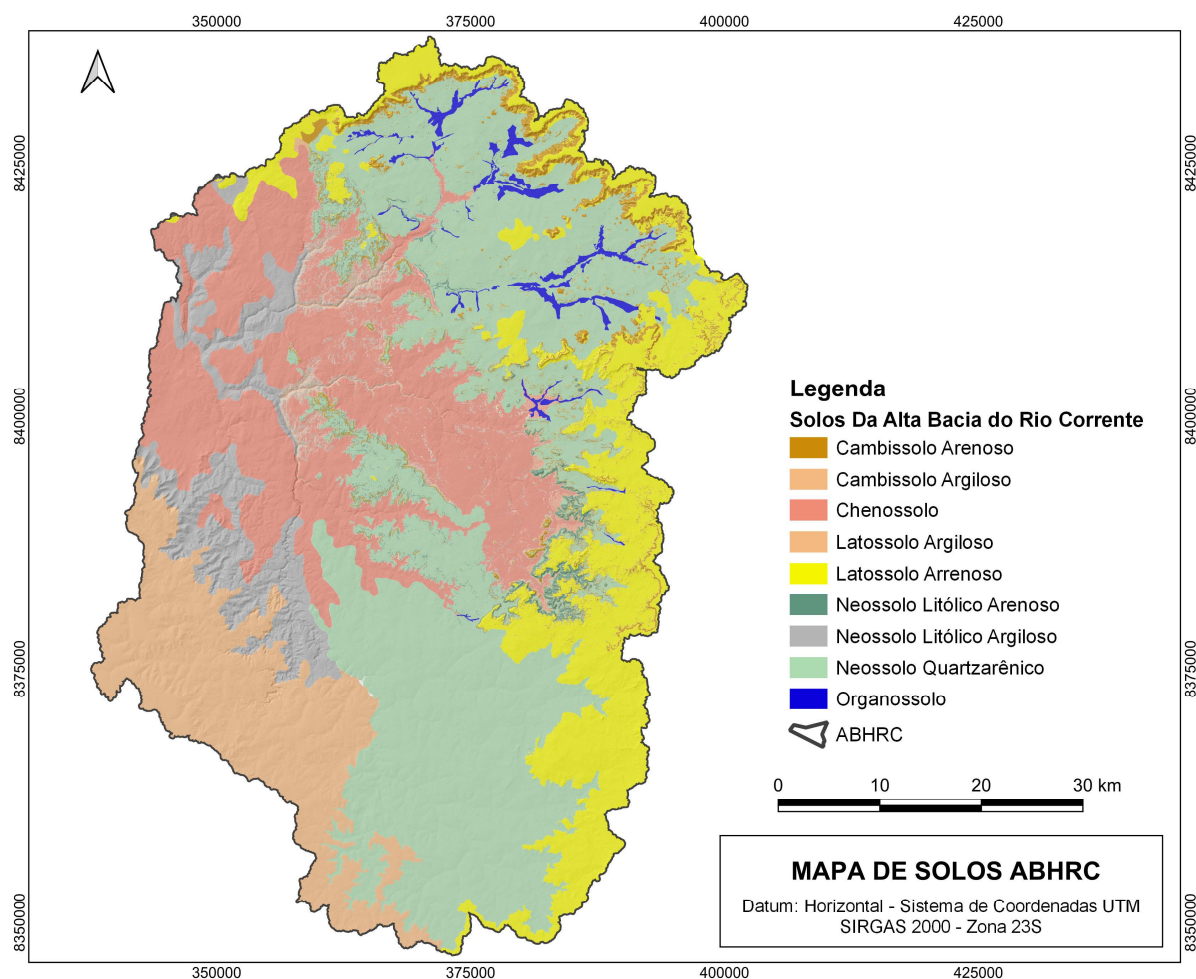 350000
375000
400000
425000
8425000
8425000
8400000
8400000
8375000
8375000
8350000
8350000
Legenda
Solos Da Alta Bacia do Rio Corrente
Cambissolo Arenoso
Cambissolo Argiloso
Chenossolo
Latossolo Argiloso
Latossolo Arrenoso
Neossolo Litólico Arenoso
Neossolo Litólico Argiloso
Neossolo Quartzarênico
Organossolo
ABHRC
0 10 20 30 km
MAPA DE SOLOS ABHRC
Datum: Horizontal - Sistema de Coordenadas UTM
SIRGAS 2000 - Zona 23S
350000
375000
400000
425000